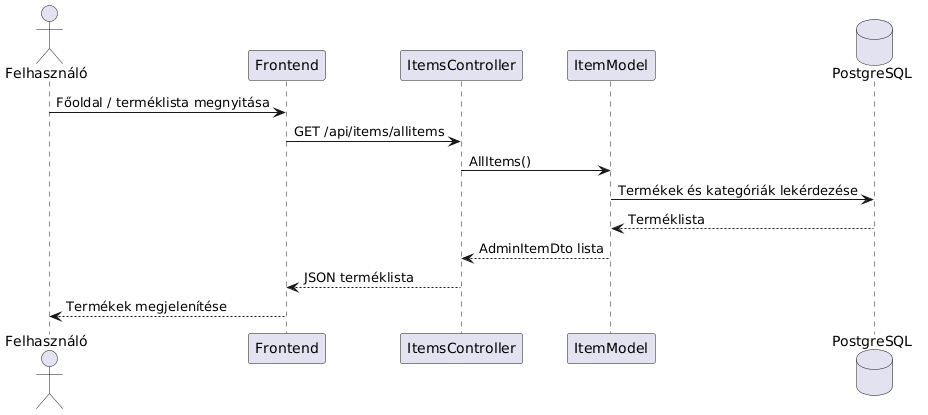 Felhasználó
Frontend
ItemsController
ItemModel
PostgreSQL
Főoldal / terméklista megnyitása
GET /api/items/allitems
AllItems()
Termékek és kategóriák lekérdezése
Terméklista
AdminItemDto lista
JSON terméklista
Termékek megjelenítése
Felhasználó
Frontend
ItemsController
ItemModel
PostgreSQL